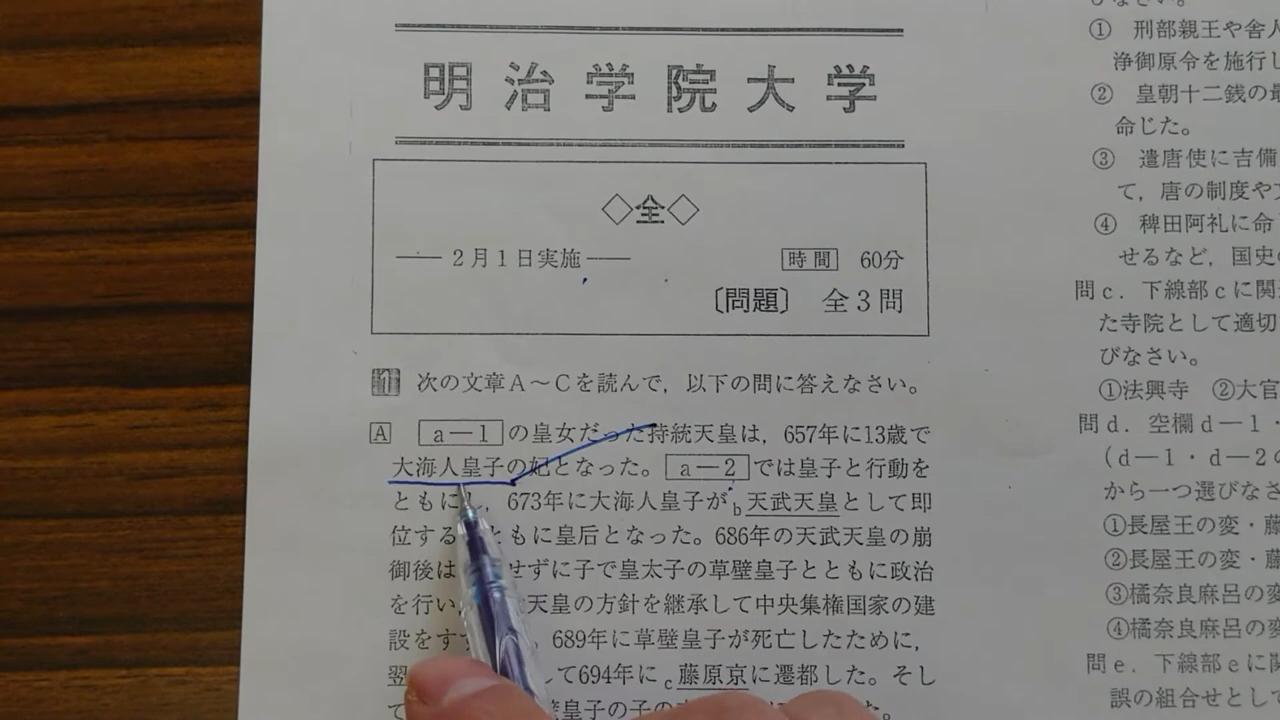 明治学院大学
◇全◇
―― 2月1日実施 ――
時間 60分
〔問題〕 全3問
1 次の文章A～Cを読んで，以下の問に答えなさい。
A a－1 の皇女だった持統天皇は，657年に13歳で
大海人皇子の妃となった。 a－2 では皇子と行動を
ともにし，673年に大海人皇子がb天武天皇として即
位する ともに皇后となった。686年の天武天皇の崩
御後は せずに子で皇太子の草壁皇子とともに政治
を行い 天皇の方針を継承して中央集権国家の建
設をす ，689年に草壁皇子が死亡したために，
翌 して694年にc藤原京に遷都した。そし
て 皇子の子の
びなさい。
① 刑部親王や舎人
浄御原令を施行し
② 皇朝十二銭の最
命じた。
③ 遣唐使に吉備
て，唐の制度や
④ 稗田阿礼に命
せるなど，国史の
問c．下線部cに関
た寺院として適切
びなさい。
①法興寺 ②大官
問d．空欄d－1・
（d－1・d－2の
から一つ選びなさ
①長屋王の変・藤
②長屋王の変・藤
③橘奈良麻呂の変
④橘奈良麻呂の変
問e．下線部eに関
誤の組合せとして